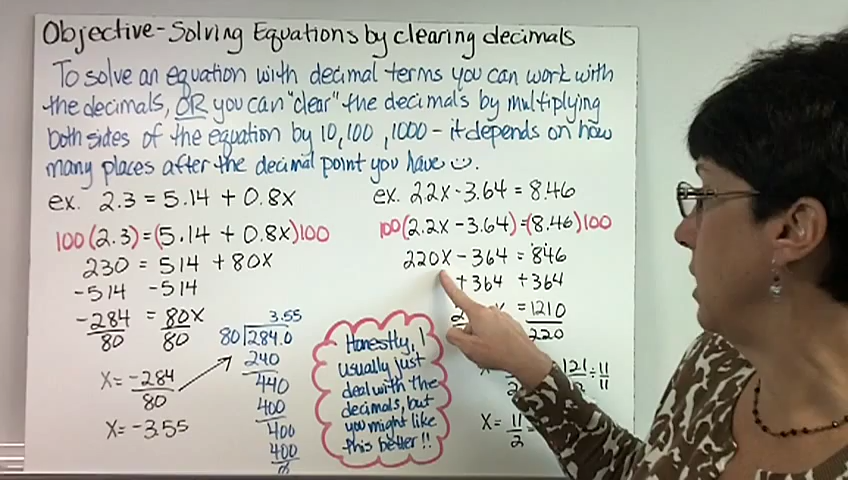 Objective-Solving Equations by clearing decimals
To solve an equation with decimal terms you can work with
the decimals, OR you can "clear" the decimals by multiplying
both sides of the equation by 10, 100, 1000 - it depends on how
many places after the decimal point you have.
ex. 2.3 = 5.14 + 0.8x
100(2.3)=(5.14 + 0.8x)100
230 = 514 + 80x
-514 -514
-284 = 80x
80 80
x = -284
80
x = -3.55
3.55
80 284.0
240
440
400
400
400
0
Honestly, I
usually just
deal with the
decimals, but
you might like
this better!!
ex. 2.2x - 3.64 = 8.46
100(2.2x - 3.64)=(8.46)100
220x - 364 = 846
+364 +364
x = 1210
220
121 ÷ 11
11
x = 11
2